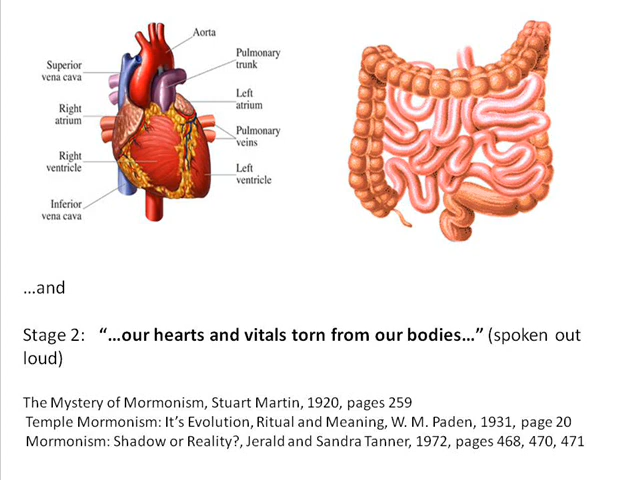 Aorta
Pulmonary
trunk
Superior
vena cava
Left
atrium
Right
atrium
Pulmonary
veins
Right
ventricle
Left
ventricle
Inferior
vena cava
…and
Stage 2: “…our hearts and vitals torn from our bodies…” (spoken out
loud)
The Mystery of Mormonism, Stuart Martin, 1920, pages 259
Temple Mormonism: It’s Evolution, Ritual and Meaning, W. M. Paden, 1931, page 20
Mormonism: Shadow or Reality?, Jerald and Sandra Tanner, 1972, pages 468, 470, 471